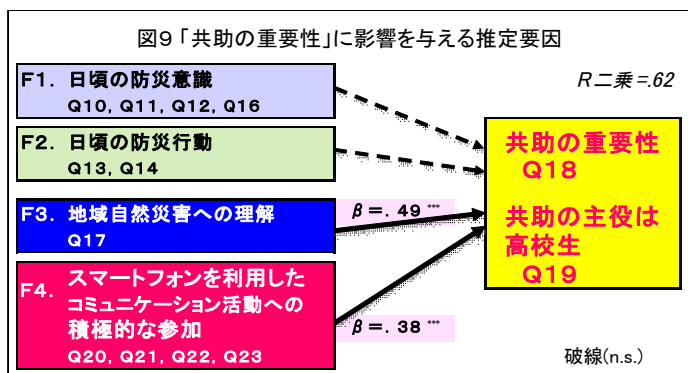 図9「共助の重要性」に影響を与える推定要因
R二乗=.62
F1. 日頃の防災意識
Q10, Q11, Q12, Q16
F2. 日頃の防災行動
Q13, Q14
F3. 地域自然災害への理解
Q17
F4. スマートフォンを利用した
コミュニケーション活動への
積極的な参加
Q20, Q21, Q22, Q23
β=. 49 ***
β=. 38 ***
共助の重要性
Q18
共助の主役は
高校生
Q19
破線(n.s.)